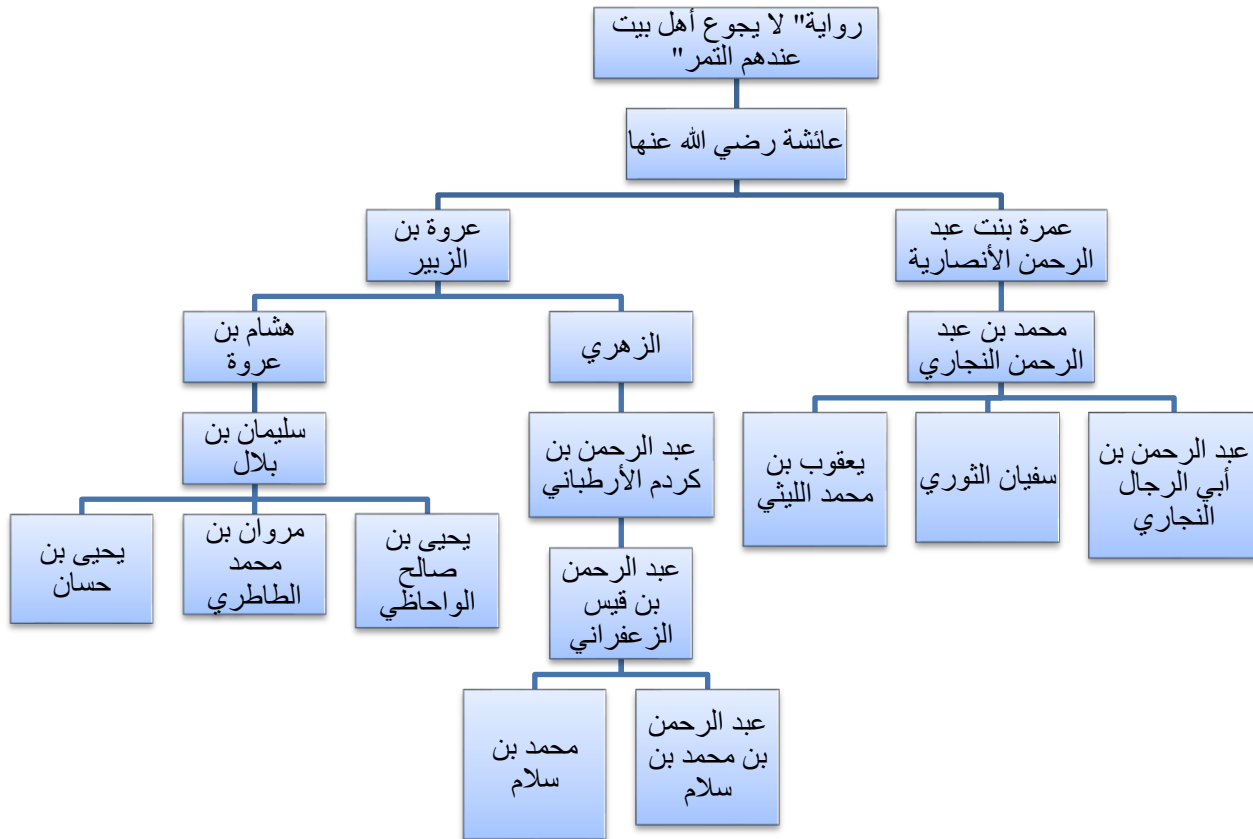 رواية" لا يجوع أهل بيت
عندهم التمر"
عائشة رضي الله عنها
عمرة بنت عبد
الرحمن الأنصارية
عروة بن
الزبير
محمد بن عبد
الرحمن النجاري
الزهري
هشام بن
عروة
عبد الرحمن بن
أبي الرجال
النجاري
سفيان الثوري
يعقوب بن
محمد الليثي
عبد الرحمن بن
كردم الأرطباني
سليمان بن
بلال
عبد الرحمن
بن قيس
الزعفراني
يحيى بن
صالح
الواحاظي
مروان بن
محمد
الطاطري
يحيى بن
حسان
عبد الرحمن
بن محمد بن
سلام
محمد بن
سلام